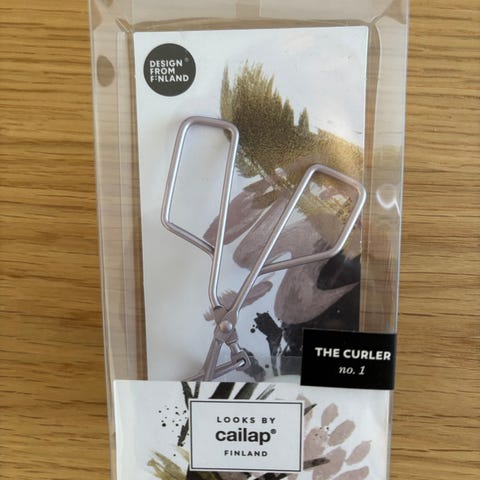 DESIGN®
FROM
FINLAND
THE CURLER
no. 1
LOOKS BY
cailap®
FINLAND